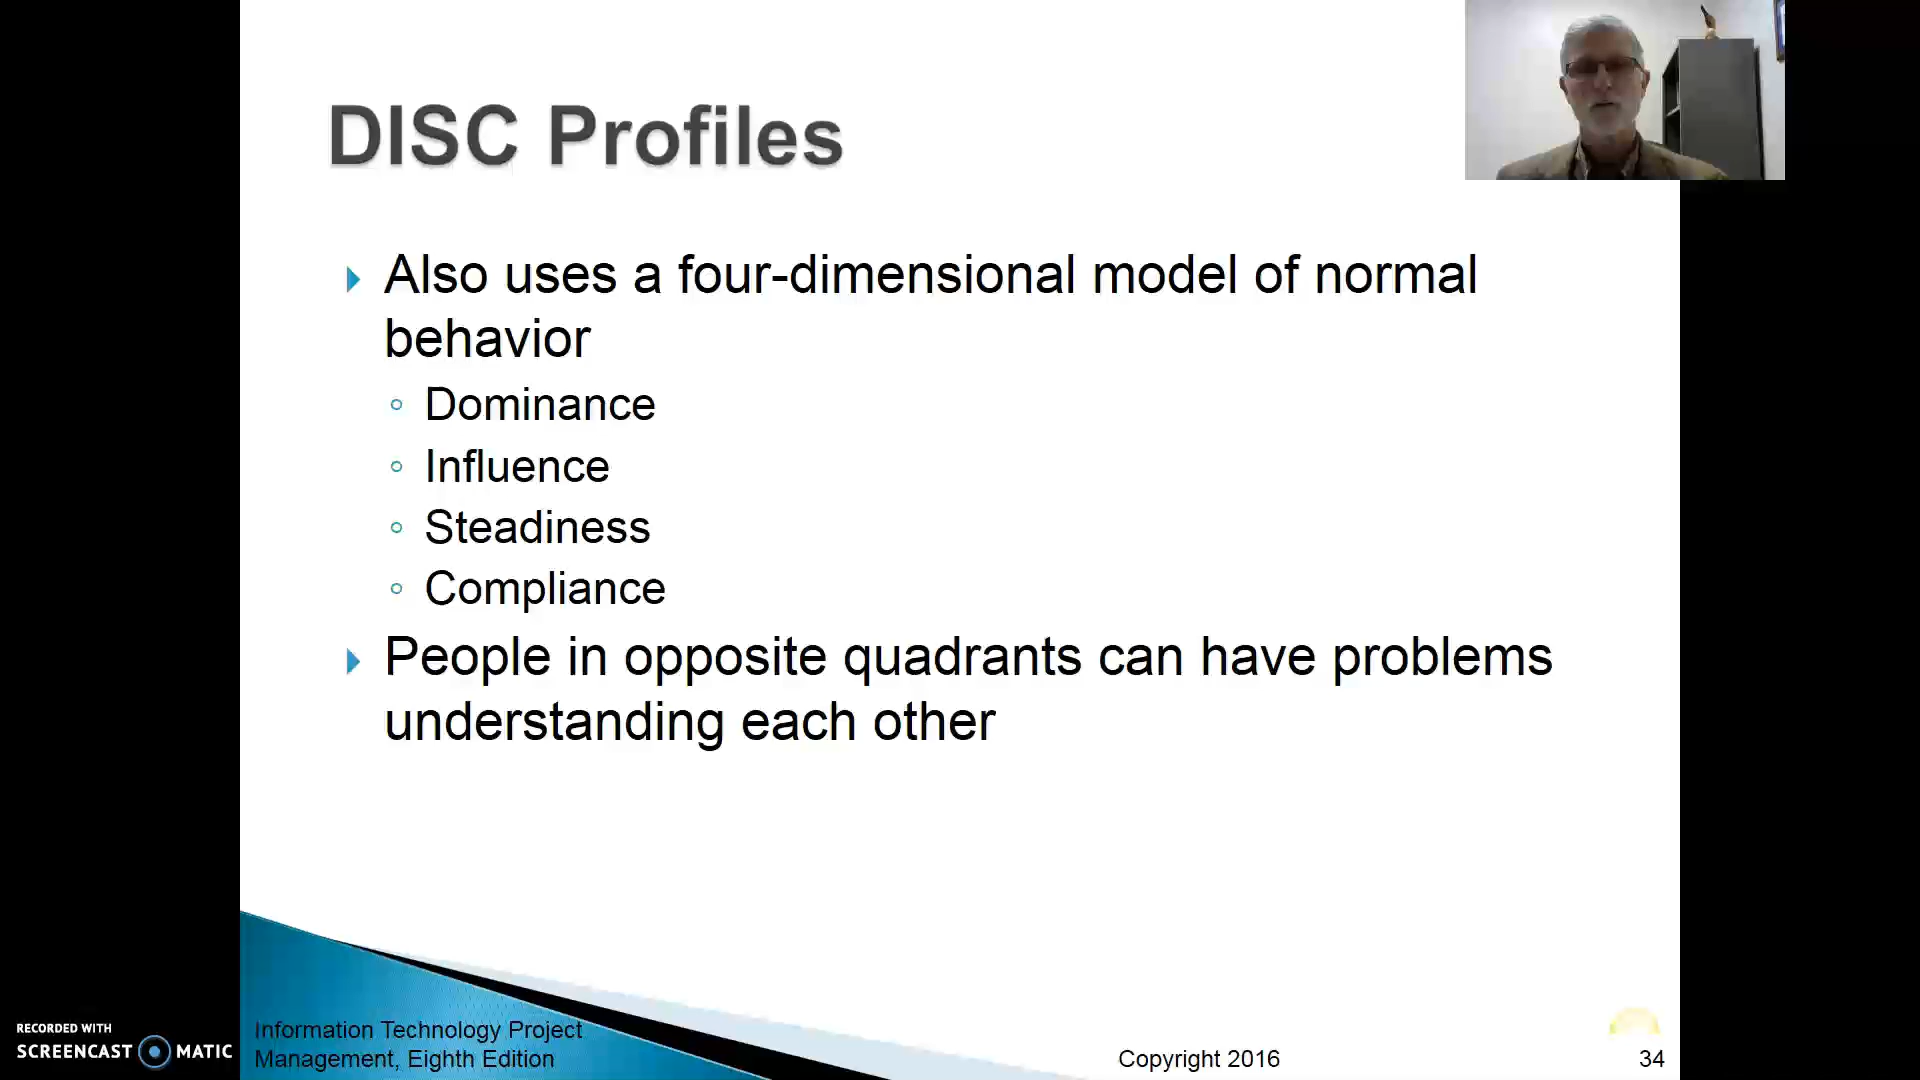 DISC Profiles
Also uses a four-dimensional model of normal
behavior
Dominance
Influence
Steadiness
Compliance
People in opposite quadrants can have problems
understanding each other
RECORDED WITH
SCREENCAST MATIC
Information Technology Project
Management, Eighth Edition
Copyright 2016
34